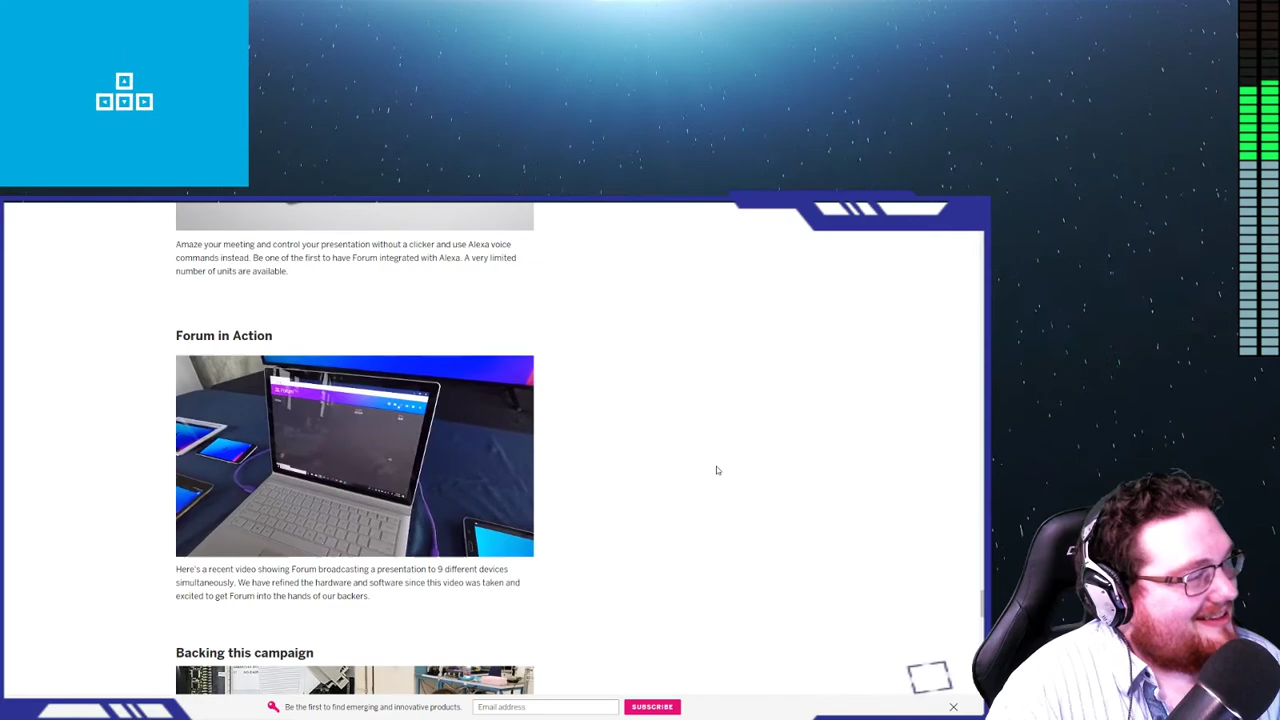 Amaze your meeting and control your presentation without a clicker and use Alexa voice
commands instead. Be one of the first to have Forum integrated with Alexa. A very limited
number of units are available.
Forum in Action
Forum
Here's a recent video showing Forum broadcasting a presentation to 9 different devices
simultaneously. We have refined the hardware and software since this video was taken and
excited to get Forum into the hands of our backers.
Backing this campaign
Be the first to find emerging and innovative products.
Email address
SUBSCRIBE